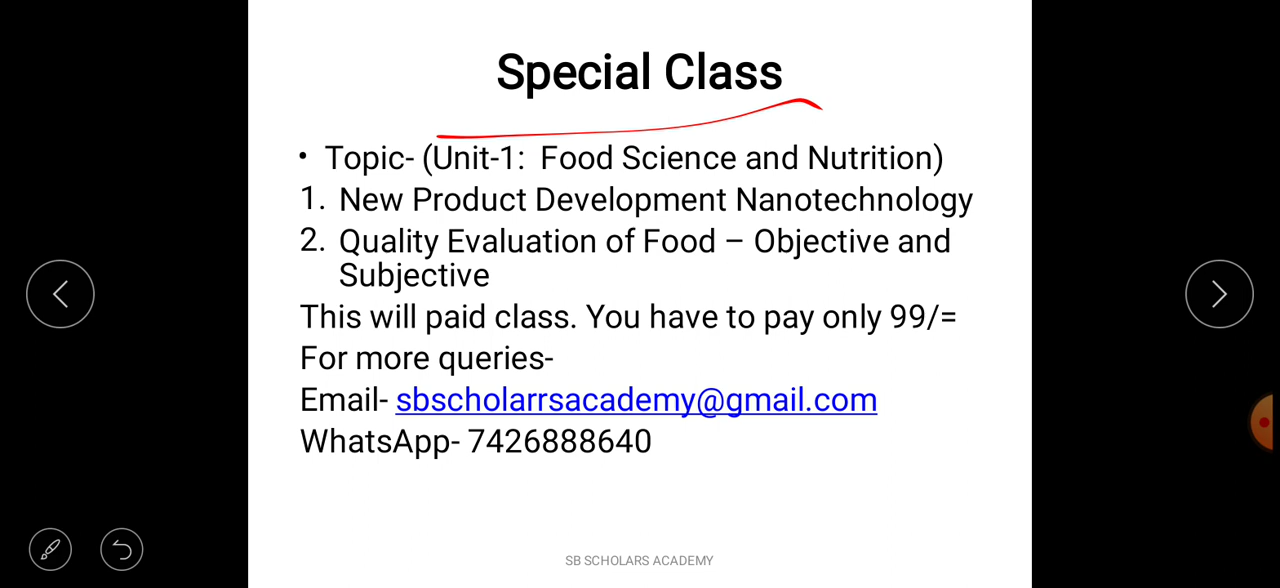 Special Class
• Topic- (Unit-1: Food Science and Nutrition)
1. New Product Development Nanotechnology
2. Quality Evaluation of Food – Objective and
Subjective
This will paid class. You have to pay only 99/=
For more queries-
Email- sbscholarrsacademy@gmail.com
WhatsApp- 7426888640
SB SCHOLARS ACADEMY